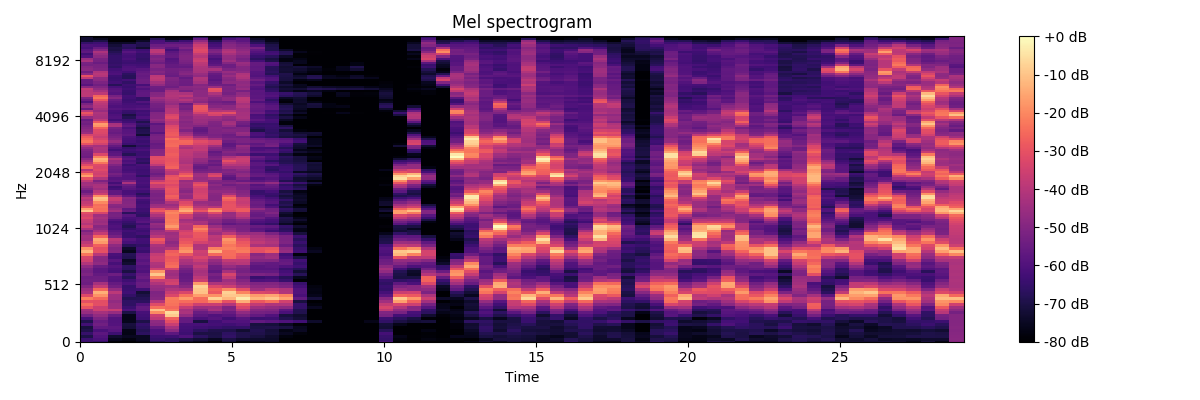 Mel spectrogram
8192
4096
2048
1024
512
0
Hz
0 5 10 15 20 25
Time
+0 dB
-10 dB
-20 dB
-30 dB
-40 dB
-50 dB
-60 dB
-70 dB
-80 dB